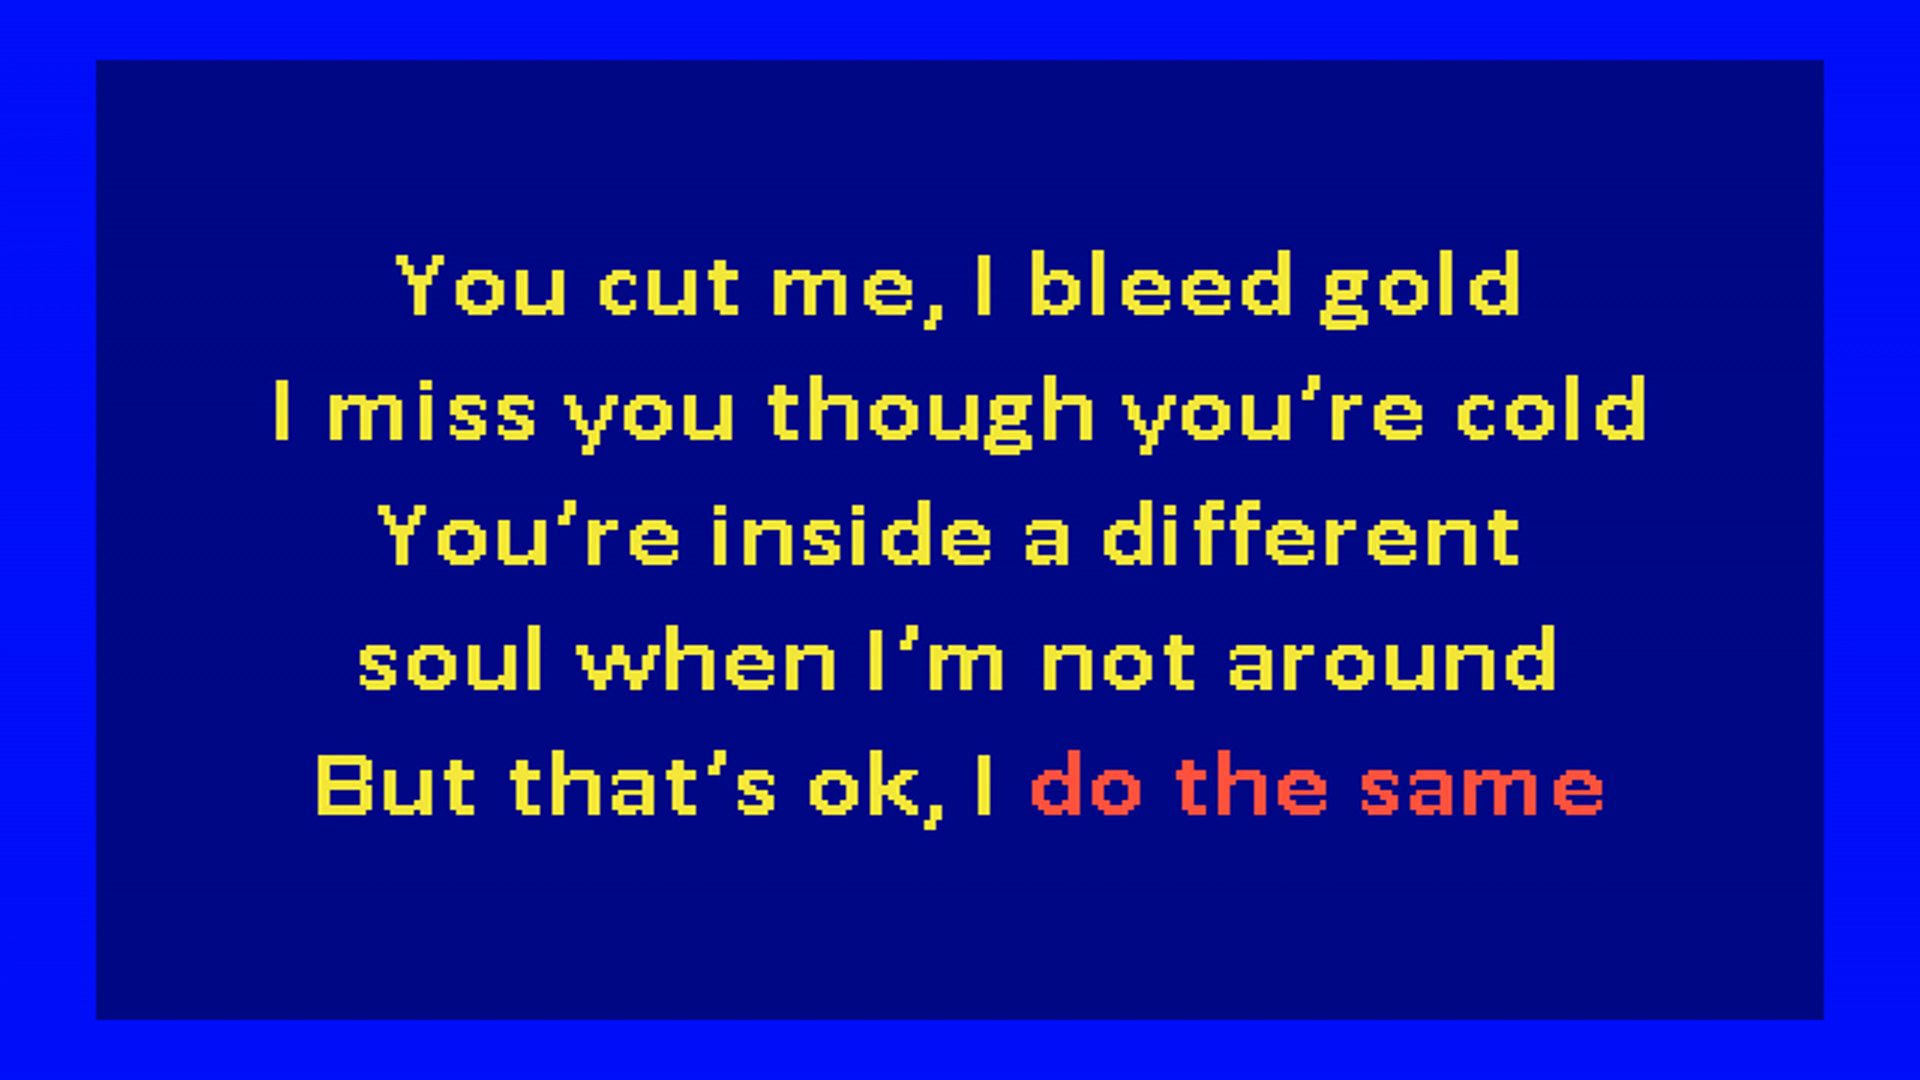 You cut me, I bleed gold
I miss you though you're cold
You're inside a different
soul when I'm not around
But that's ok, I do the same